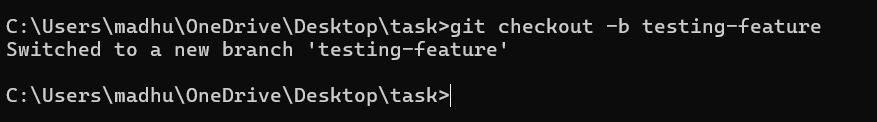 C:\Users\madhu\OneDrive\Desktop\task>git checkout -b testing-feature
Switched to a new branch 'testing-feature'
C:\Users\madhu\OneDrive\Desktop\task>